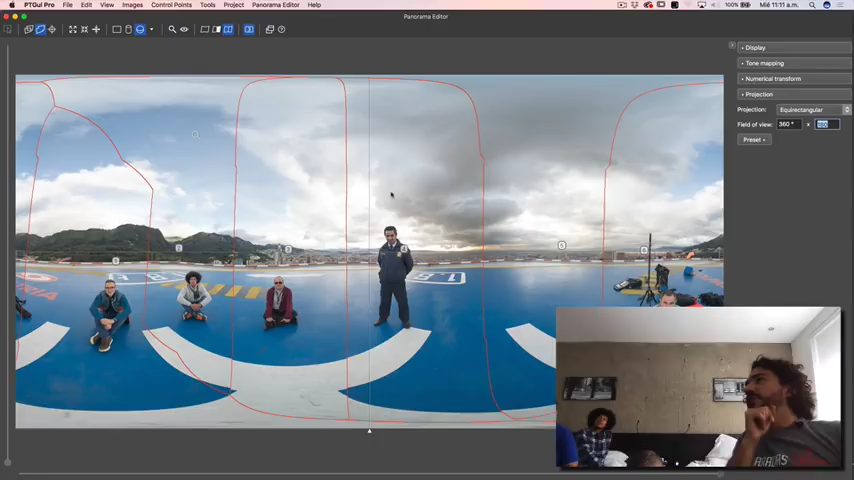 PTGui Pro File Edit View Images Control Points Tools Project Panorama Editor Help
100% Mié 11:11 a.m.
Panorama Editor
Display
Tone mapping
Numerical transform
Projection
Projection: Equirectangular
Field of view: 360 ° x 180
Preset
1 2 3 4 5 6